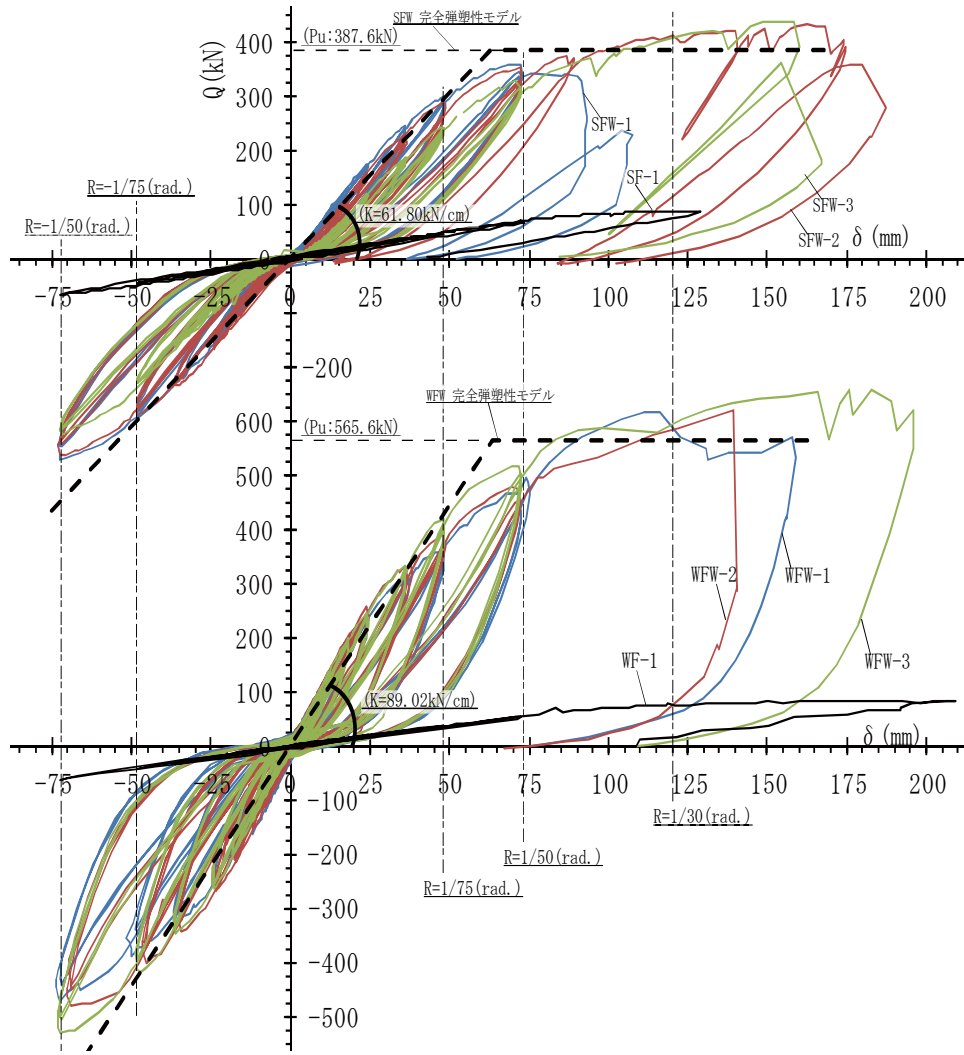 SFW 完全弾塑性モデル
(Pu:387.6kN)
400
300
200
100
0
Q(kN)
SFW-1
SF-1
SFW-3
SFW-2
δ (mm)
(K=61.80kN/cm)
R=-1/75(rad.)
R=-1/50(rad.)
-75 -50 -25 0 25 50 75 100 125 150 175 200
-200
WFW 完全弾塑性モデル
(Pu:565.6kN)
600
500
400
300
200
100
0
WFW-2
WFW-1
WFW-3
WF-1
(K=89.02kN/cm)
δ (mm)
-75 -50 -25 0 25 50 75 100 125 150 175 200
-100
-200
-300
-400
-500
R=1/30(rad.)
R=1/50(rad.)
R=1/75(rad.)